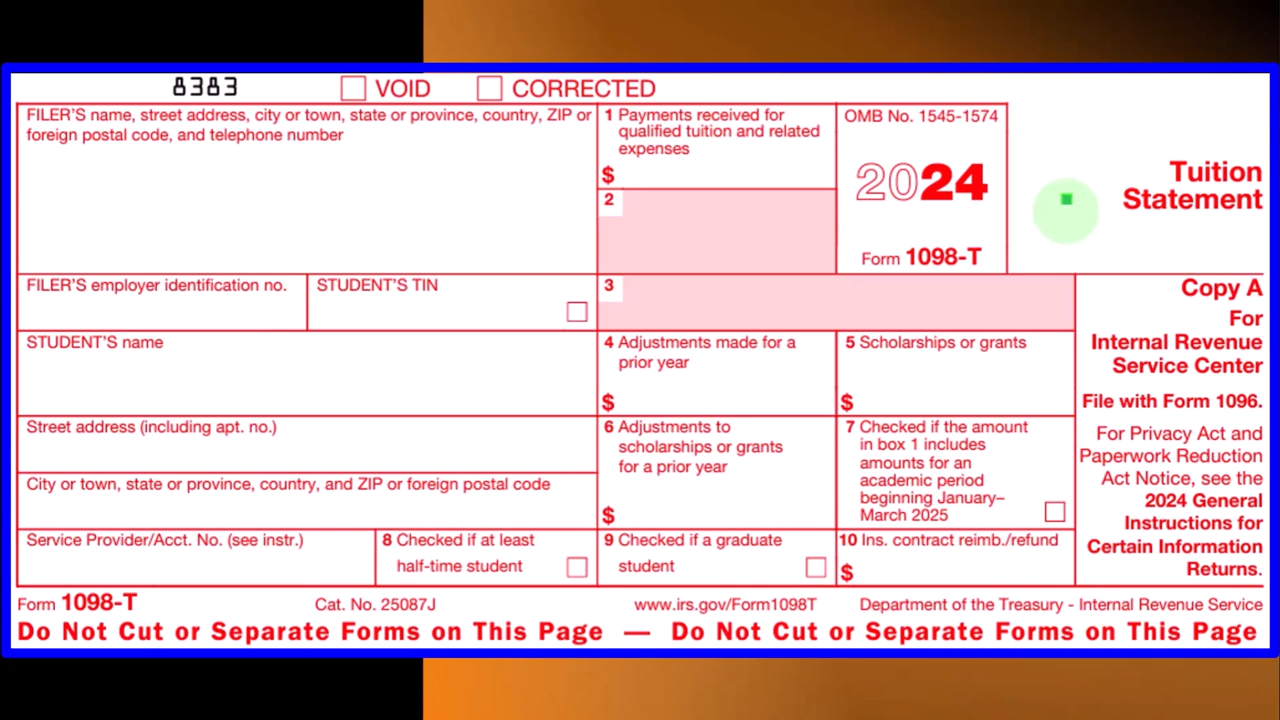 8383 VOID CORRECTED
FILER'S name, street address, city or town, state or province, country, ZIP or
foreign postal code, and telephone number
1 Payments received for
qualified tuition and related
expenses
$
2
OMB No. 1545-1574
2024
Form 1098-T
Tuition
Statement
FILER'S employer identification no.
STUDENT'S TIN
3
Copy A
For
Internal Revenue
Service Center
File with Form 1096.
For Privacy Act and
Paperwork Reduction
Act Notice, see the
2024 General
Instructions for
Certain Information
Returns.
STUDENT'S name
4 Adjustments made for a
prior year
$
5 Scholarships or grants
$
Street address (including apt. no.)
6 Adjustments to
scholarships or grants
for a prior year
$
7 Checked if the amount
in box 1 includes
amounts for an
academic period
beginning January–
March 2025
City or town, state or province, country, and ZIP or foreign postal code
Service Provider/Acct. No. (see instr.)
8 Checked if at least
half-time student
9 Checked if a graduate
student
10 Ins. contract reimb./refund
$
Form 1098-T Cat. No. 25087J www.irs.gov/Form1098T Department of the Treasury - Internal Revenue Service
Do Not Cut or Separate Forms on This Page — Do Not Cut or Separate Forms on This Page